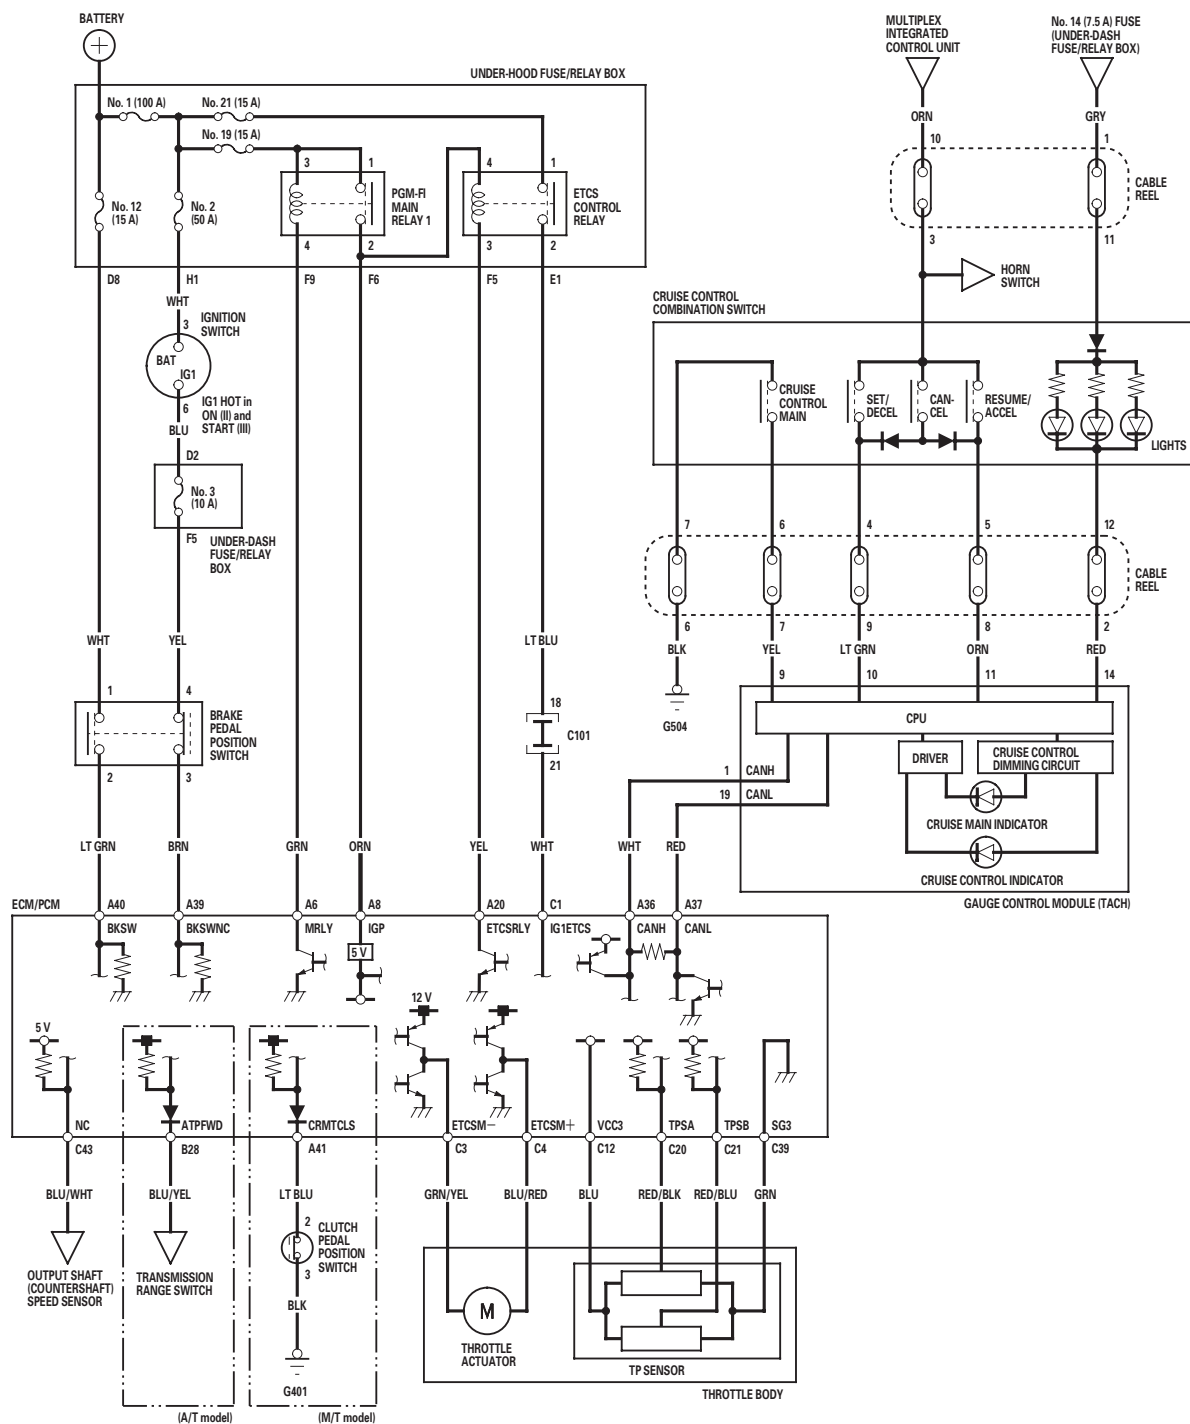 BATTERY
UNDER-HOOD FUSE/RELAY BOX
No. 1 (100 A)
No. 21 (15 A)
No. 19 (15 A)
No. 12
(15 A)
No. 2
(50 A)
3
1
PGM-FI
MAIN
RELAY 1
4
2
4
1
ETCS
CONTROL
RELAY
3
2
D8
H1
F9
F6
F5
E1
WHT
3
IGNITION
SWITCH
BAT
IG1
6
IG1 HOT in
ON (II) and
START (III)
BLU
D2
No. 3
(10 A)
F5
UNDER-DASH
FUSE/RELAY
BOX
WHT
YEL
LT BLU
1
4
BRAKE
PEDAL
POSITION
SWITCH
2
3
18
C101
21
LT GRN
BRN
GRN
ORN
YEL
WHT
WHT
RED
MULTIPLEX
INTEGRATED
CONTROL UNIT
No. 14 (7.5 A) FUSE
(UNDER-DASH
FUSE/RELAY BOX)
ORN
GRY
10
1
CABLE
REEL
3
11
HORN
SWITCH
CRUISE CONTROL
COMBINATION SWITCH
CRUISE
CONTROL
MAIN
SET/
DECEL
CAN-
CEL
RESUME/
ACCEL
LIGHTS
7
6
4
5
12
CABLE
REEL
6
7
9
8
2
BLK
YEL
LT GRN
ORN
RED
9
10
11
14
G504
CPU
DRIVER
CRUISE CONTROL
DIMMING CIRCUIT
1
CANH
19
CANL
CRUISE MAIN INDICATOR
CRUISE CONTROL INDICATOR
GAUGE CONTROL MODULE (TACH)
ECM/PCM
A40
A39
A6
A8
A20
C1
A36
A37
BKSW
BKSWNC
MRLY
IGP
ETCSRLY
IG1ETCS
CANH
CANL
5 V
12 V
5 V
NC
ATPFWD
CRMTCLS
ETCSM−
ETCSM+
VCC3
TPSA
TPSB
SG3
C43
B28
A41
C3
C4
C12
C20
C21
C39
BLU/WHT
BLU/YEL
LT BLU
GRN/YEL
BLU/RED
BLU
RED/BLK
RED/BLU
GRN
OUTPUT SHAFT
(COUNTERSHAFT)
SPEED SENSOR
TRANSMISSION
RANGE SWITCH
2
CLUTCH
PEDAL
POSITION
SWITCH
3
BLK
G401
M
THROTTLE
ACTUATOR
TP SENSOR
THROTTLE BODY
(A/T model)
(M/T model)